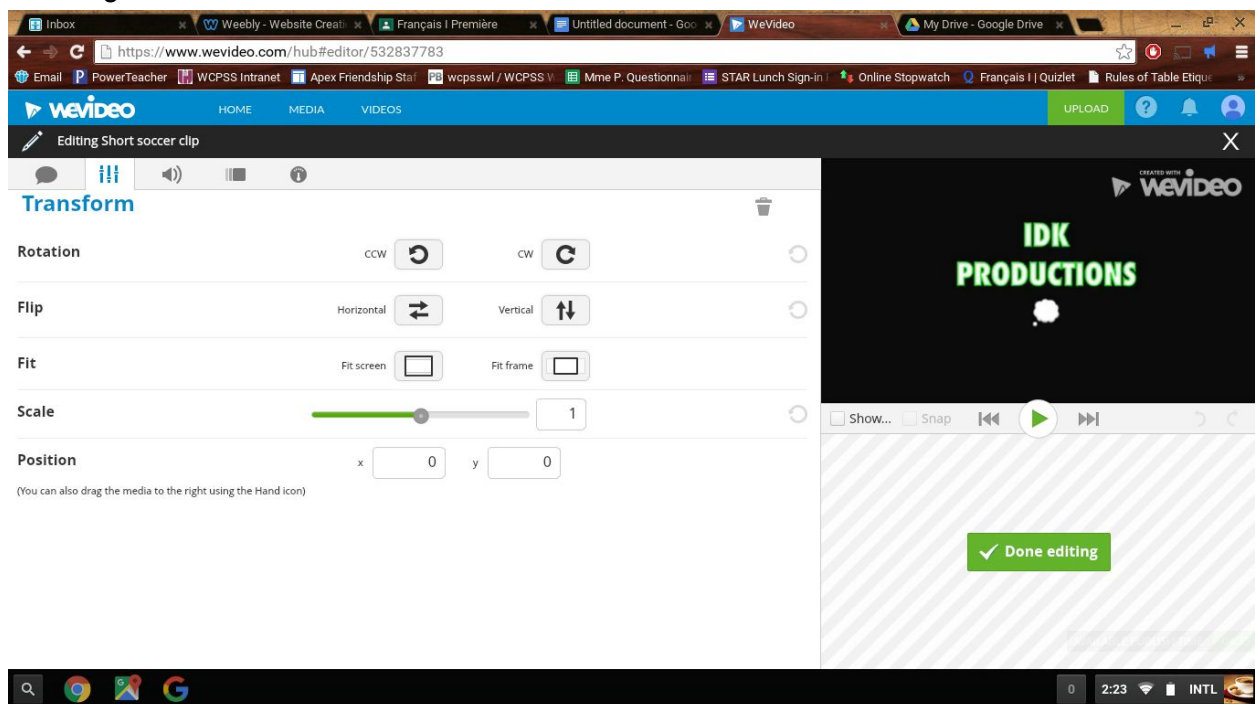 Inbox
Weebly - Website Creati
Français I Première
Untitled document - Goo
WeVideo
My Drive - Google Drive
https://www.wevideo.com/hub#editor/532837783
Email
PowerTeacher
WCPSS Intranet
Apex Friendship Staf
PB wcpsswl / WCPSS W
Mme P. Questionnai
STAR Lunch Sign-in
Online Stopwatch
Français I | Quizlet
Rules of Table Etique
»
WEVIDEO
HOME
MEDIA
VIDEOS
UPLOAD
?
Editing Short soccer clip
X
Transform
CREATED WITH
WEVIDEO
IDK
PRODUCTIONS
Rotation
CCW
CW
Flip
Horizontal
Vertical
Fit
Fit screen
Fit frame
Scale
1
Show...
Snap
Position
x 0
y 0
(You can also drag the media to the right using the Hand icon)
Done editing
0
2:23
INTL